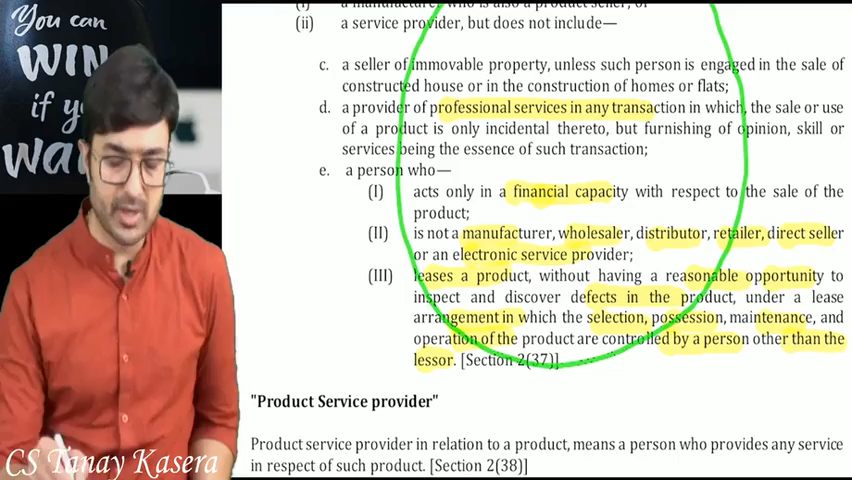 You can
WIN
if yo
wa
(i) a manufacturer who is also a product seller, or
(ii) a service provider, but does not include—
c. a seller of immovable property, unless such person is engaged in the sale of
constructed house or in the construction of homes or flats;
d. a provider of professional services in any transaction in which, the sale or use
of a product is only incidental thereto, but furnishing of opinion, skill or
services being the essence of such transaction;
e. a person who—
(I) acts only in a financial capacity with respect to the sale of the
product;
(II) is not a manufacturer, wholesaler, distributor, retailer, direct seller
or an electronic service provider;
(III) leases a product, without having a reasonable opportunity to
inspect and discover defects in the product, under a lease
arrangement in which the selection, possession, maintenance, and
operation of the product are controlled by a person other than the
lessor. [Section 2(37)]
"Product Service provider"
Product service provider in relation to a product, means a person who provides any service
in respect of such product. [Section 2(38)]
CS Tanay Kasera